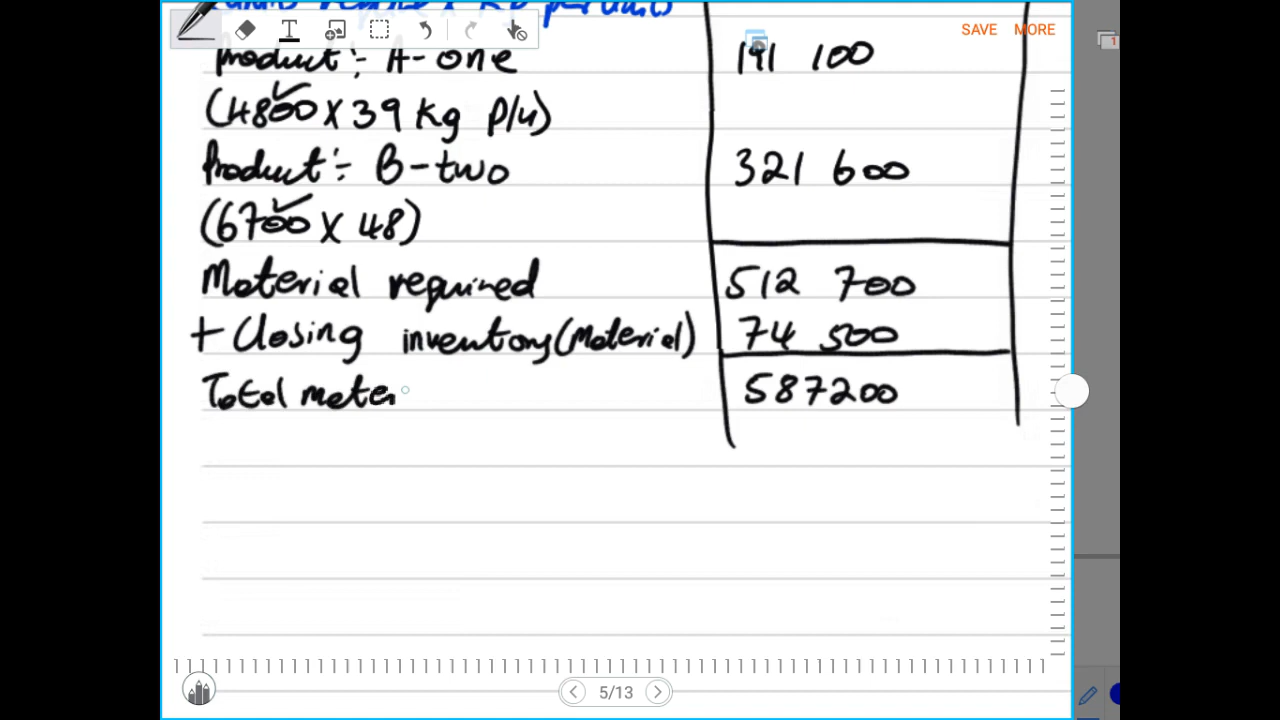 SAVE MORE
Product:- A-one 191 100
(4800 X 39 Kg P/u)
Product:- B-two 321 600
(6700 X 48)
Material required 512 700
+ Closing inventory (Material) 74 500
Total mater 587200
5/13